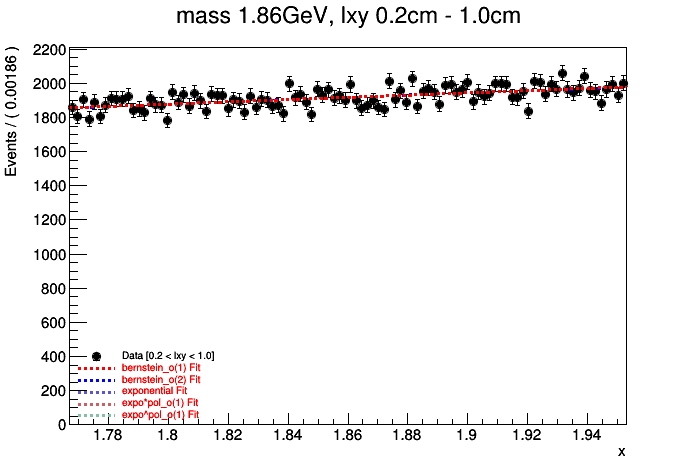 mass 1.86GeV, lxy 0.2cm - 1.0cm
Events / ( 0.00186 )
2200
2000
1800
1600
1400
1200
1000
800
600
400
200
0
Data [0.2 < lxy < 1.0]
bernstein_o(1) Fit
bernstein_o(2) Fit
exponential Fit
expo*pol_o(1) Fit
expo^pol_o(1) Fit
1.78 1.8 1.82 1.84 1.86 1.88 1.9 1.92 1.94
x